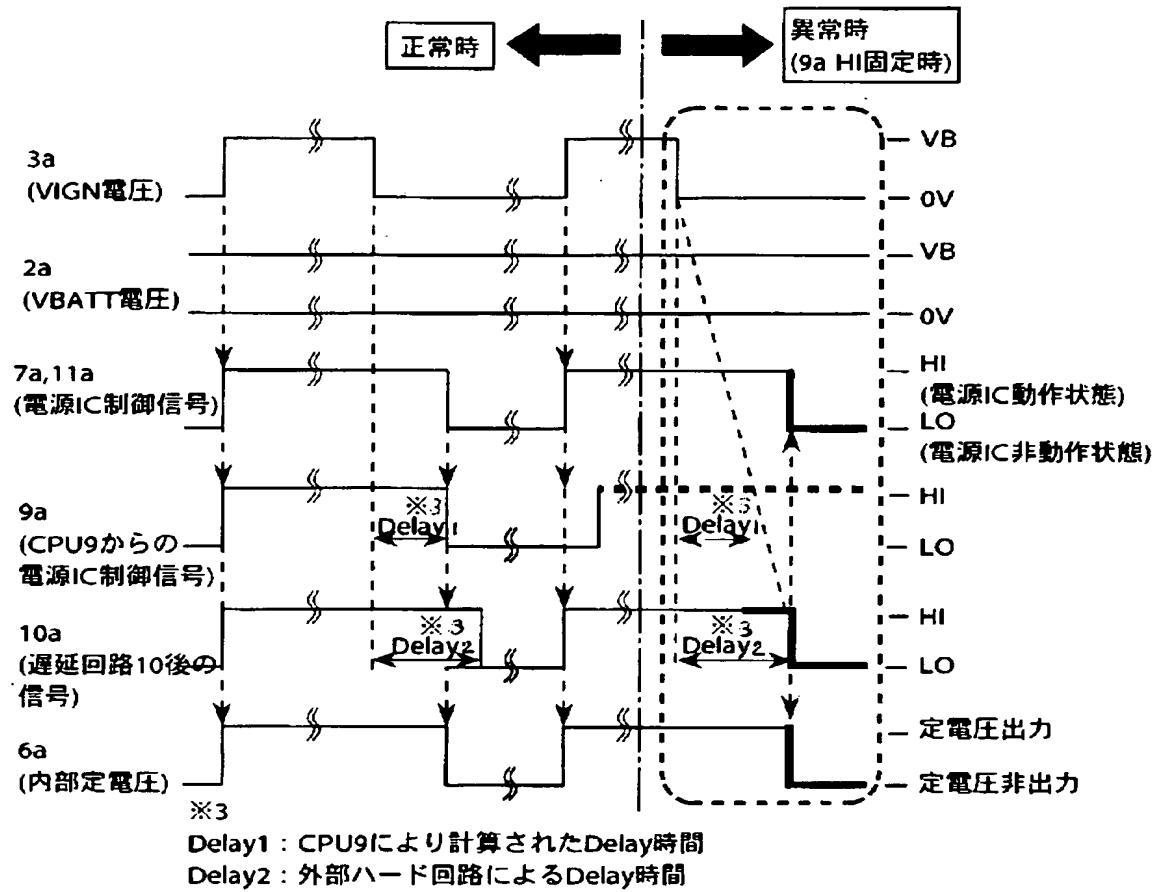 正常時
異常時
(9a HI固定時)
3a
(VIGN電圧)
VB
0V
2a
(VBATT電圧)
VB
0V
7a,11a
(電源IC制御信号)
HI
(電源IC動作状態)
LO
(電源IC非動作状態)
9a
(CPU9からの
電源IC制御信号)
※3
Delay1
※3
Delay1
HI
LO
10a
(遅延回路10後の
信号)
※3
Delay2
※3
Delay2
HI
LO
6a
(内部定電圧)
定電圧出力
定電圧非出力
※3
Delay1：CPU9により計算されたDelay時間
Delay2：外部ハード回路によるDelay時間